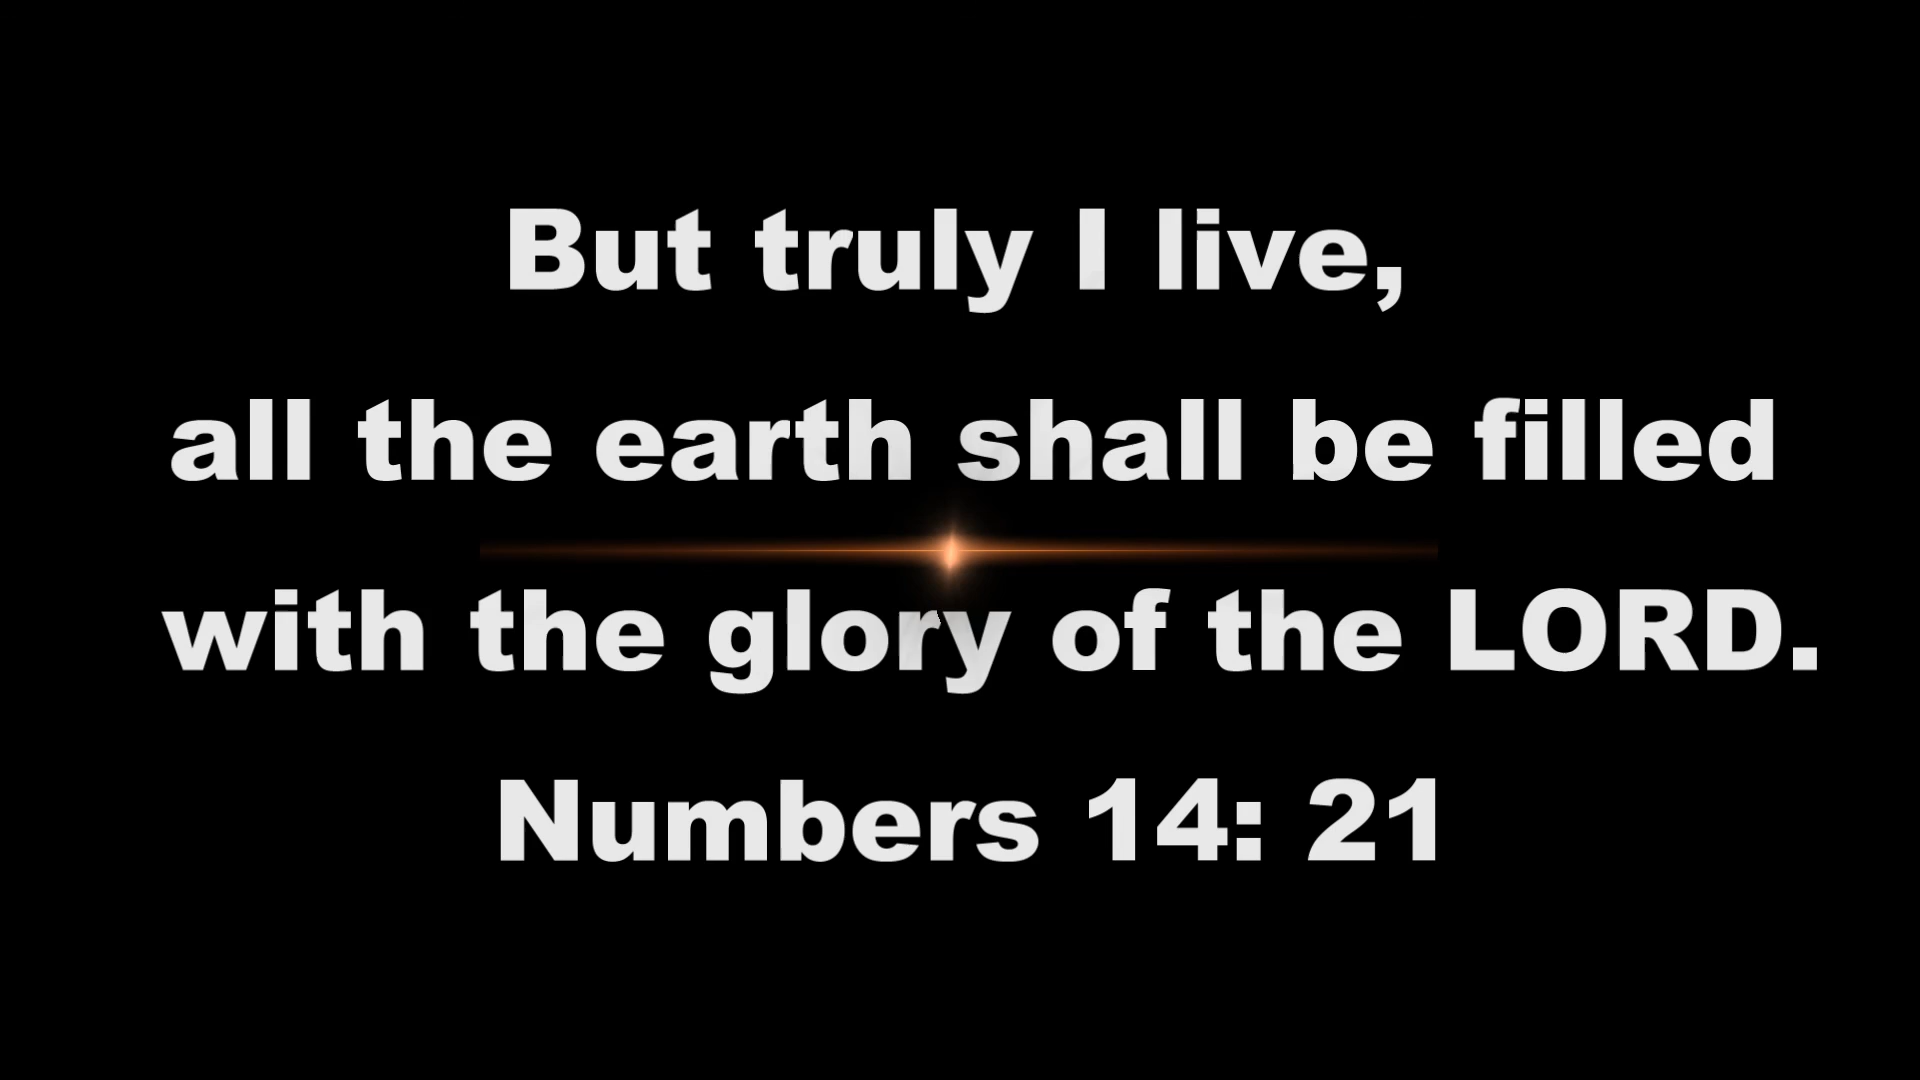 But truly I live,
all the earth shall be filled
with the glory of the LORD.
Numbers 14: 21